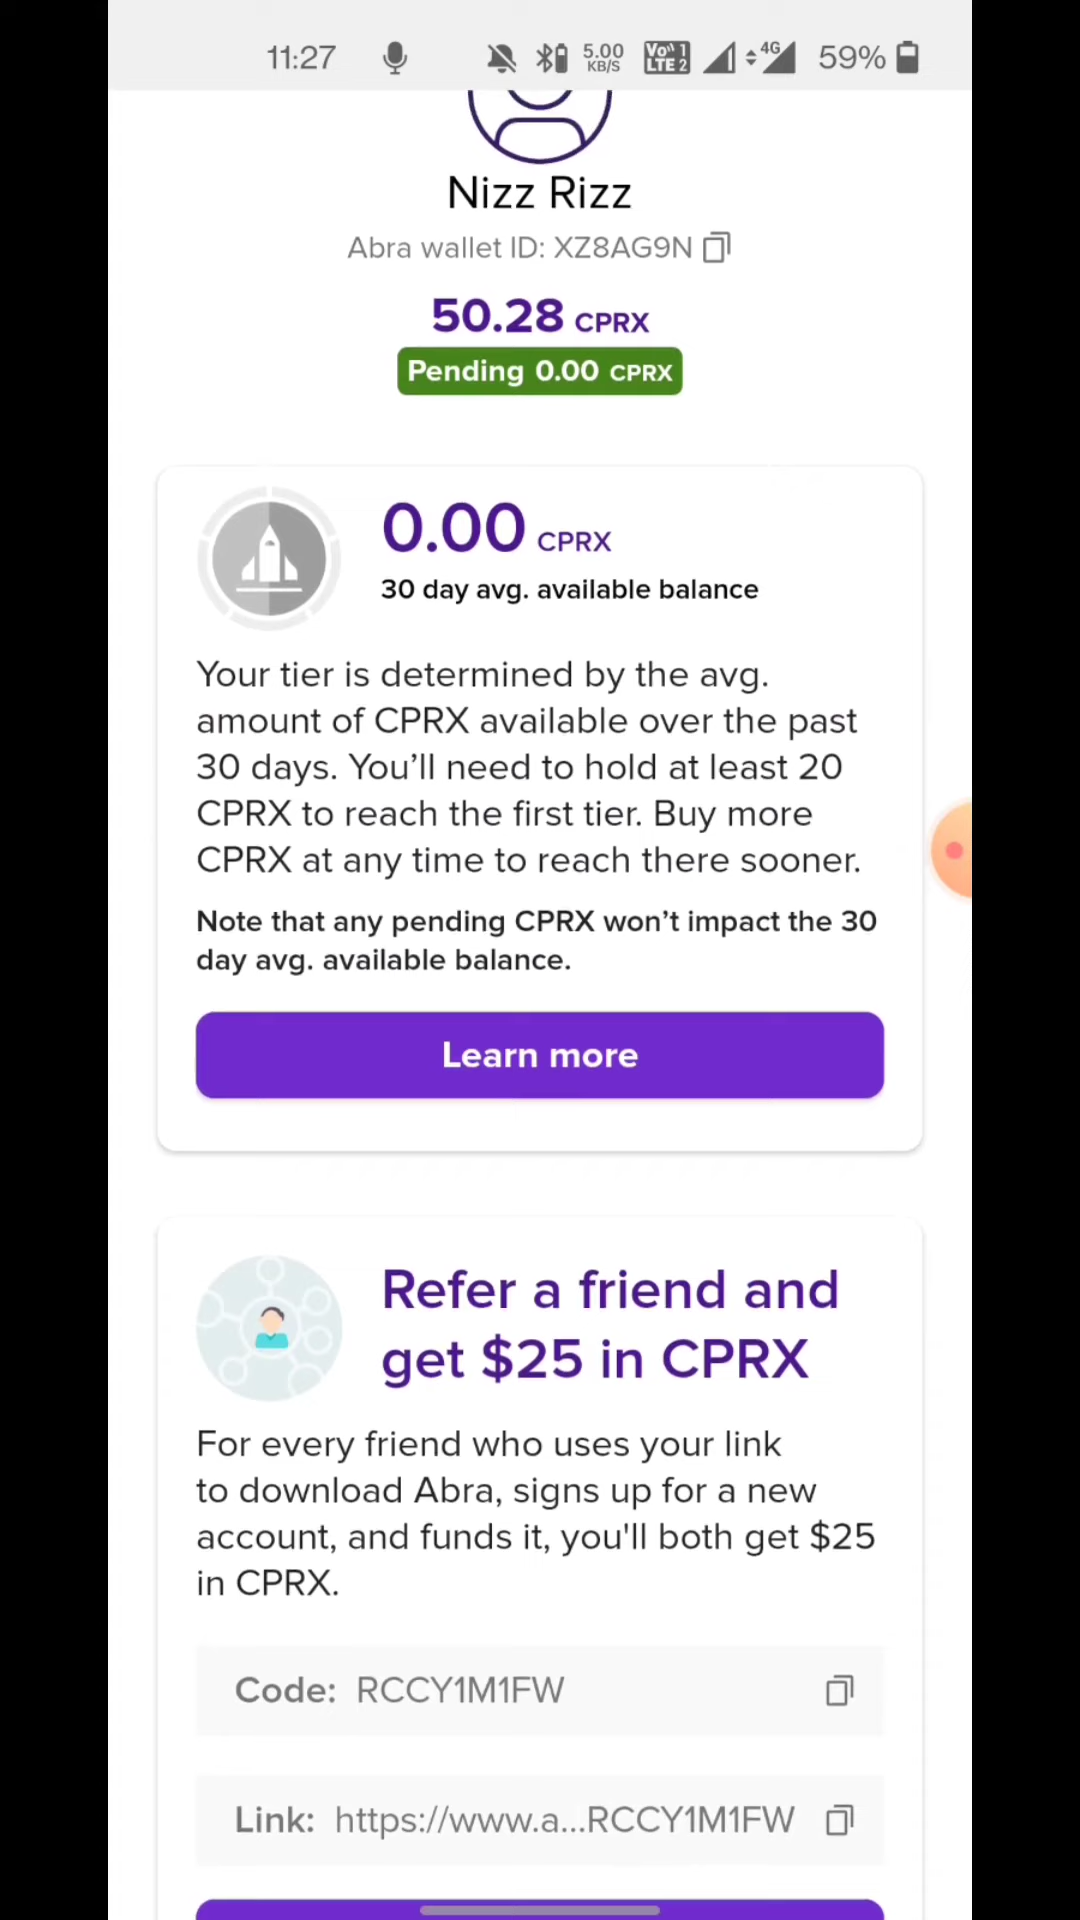 11:27 5.00 KB/S Vo 1 LTE 2 4G 59%
Nizz Rizz
Abra wallet ID: XZ8AG9N
50.28 CPRX
Pending 0.00 CPRX
0.00 CPRX
30 day avg. available balance
Your tier is determined by the avg.
amount of CPRX available over the past
30 days. You’ll need to hold at least 20
CPRX to reach the first tier. Buy more
CPRX at any time to reach there sooner.
Note that any pending CPRX won’t impact the 30
day avg. available balance.
Learn more
Refer a friend and
get $25 in CPRX
For every friend who uses your link
to download Abra, signs up for a new
account, and funds it, you'll both get $25
in CPRX.
Code: RCCY1M1FW
Link: https://www.a...RCCY1M1FW